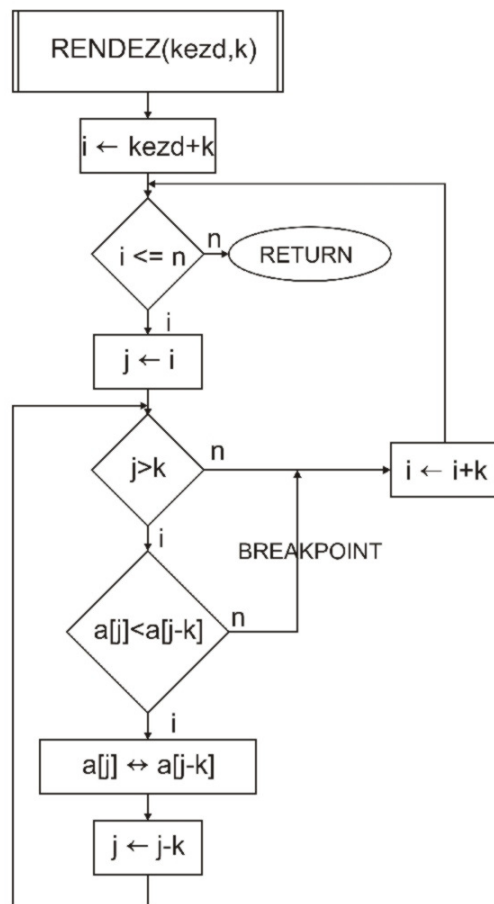 RENDEZ(kezd,k)
i ← kezd+k
i <= n
n
RETURN
i
j ← i
j>k
n
i ← i+k
i
BREAKPOINT
a[j]<a[j-k]
n
i
a[j] ↔ a[j-k]
j ← j-k